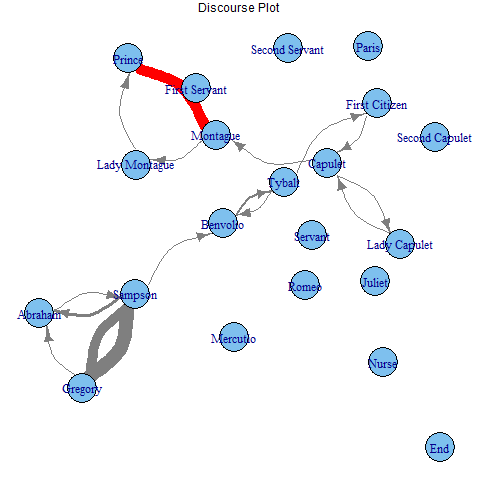 Discourse Plot
Second Servant
Paris
Prince
First Servant
First Citizen
Montague
Second Capulet
Lady Montague
Capulet
Tybalt
Benvolio
Servant
Lady Capulet
Romeo
Juliet
Sampson
Abraham
Mercutio
Nurse
Gregory
End